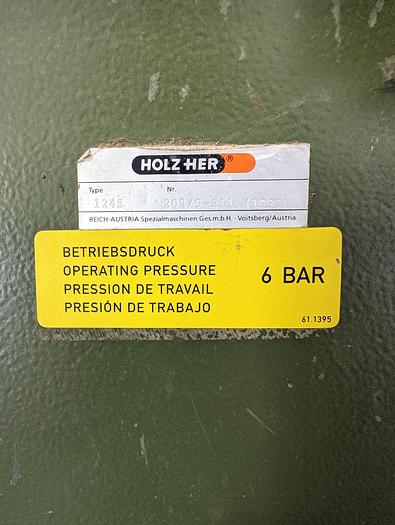 HOLZ·HER®
Type Nr.
1245
REICH-AUSTRIA Spezialmaschinen Ges.m.b.H. · Voitsberg/Austria
BETRIEBSDRUCK
OPERATING PRESSURE
PRESSION DE TRAVAIL
PRESIÓN DE TRABAJO
6 BAR
61.1395